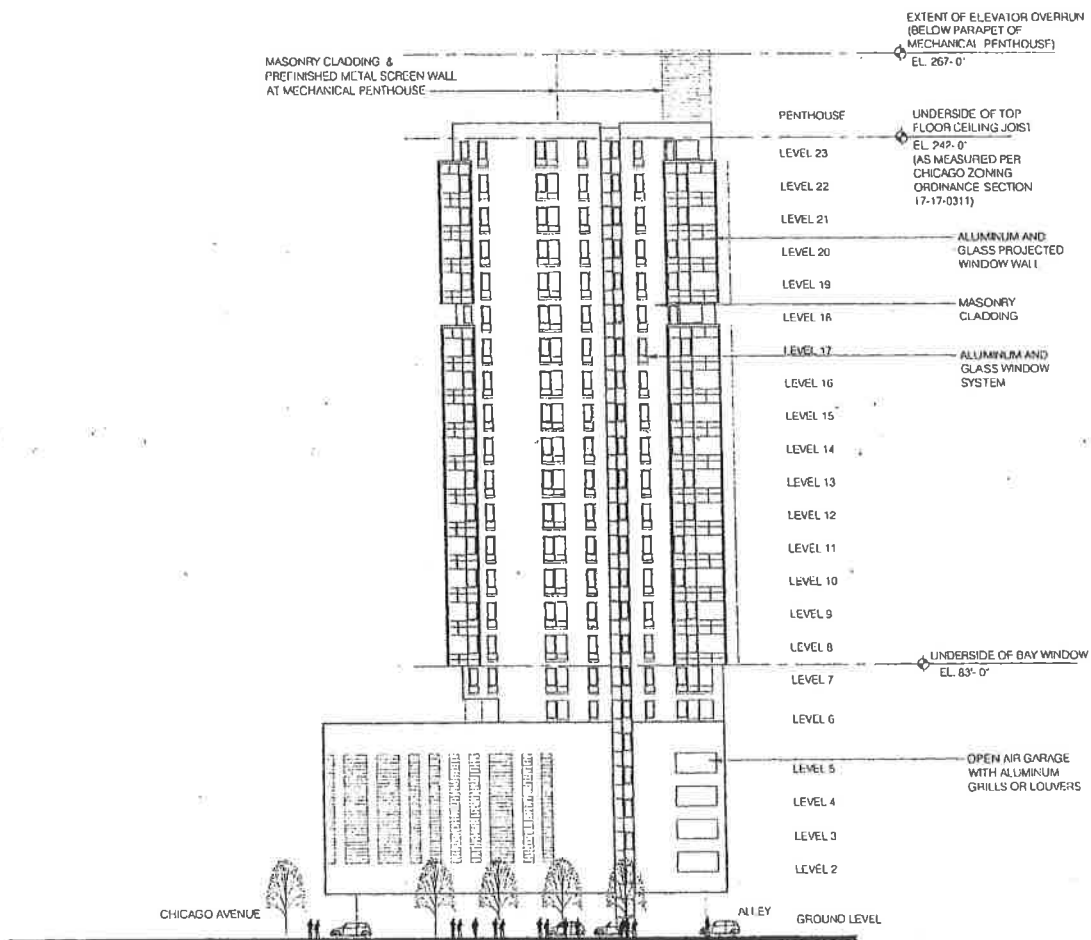 EXTENT OF ELEVATOR OVERRUN
(BELOW PARAPET OF
MECHANICAL PENTHOUSE)
EL. 267-0"
MASONRY CLADDING &
PREFINISHED METAL SCREEN WALL
AT MECHANICAL PENTHOUSE
PENTHOUSE
UNDERSIDE OF TOP
FLOOR CEILING JOIST
EL. 242-0"
(AS MEASURED PER
CHICAGO ZONING
ORDINANCE SECTION
17-17-0311)
LEVEL 23
LEVEL 22
LEVEL 21
ALUMINUM AND
GLASS PROJECTED
WINDOW WALL
LEVEL 20
LEVEL 19
MASONRY
CLADDING
LEVEL 18
LEVEL 17
ALUMINUM AND
GLASS WINDOW
SYSTEM
LEVEL 16
LEVEL 15
LEVEL 14
LEVEL 13
LEVEL 12
LEVEL 11
LEVEL 10
LEVEL 9
LEVEL 8
UNDERSIDE OF BAY WINDOW
EL. 83'-0"
LEVEL 7
LEVEL 6
OPEN AIR GARAGE
WITH ALUMINUM
GRILLS OR LOUVERS
LEVEL 5
LEVEL 4
LEVEL 3
LEVEL 2
CHICAGO AVENUE
ALLEY
GROUND LEVEL